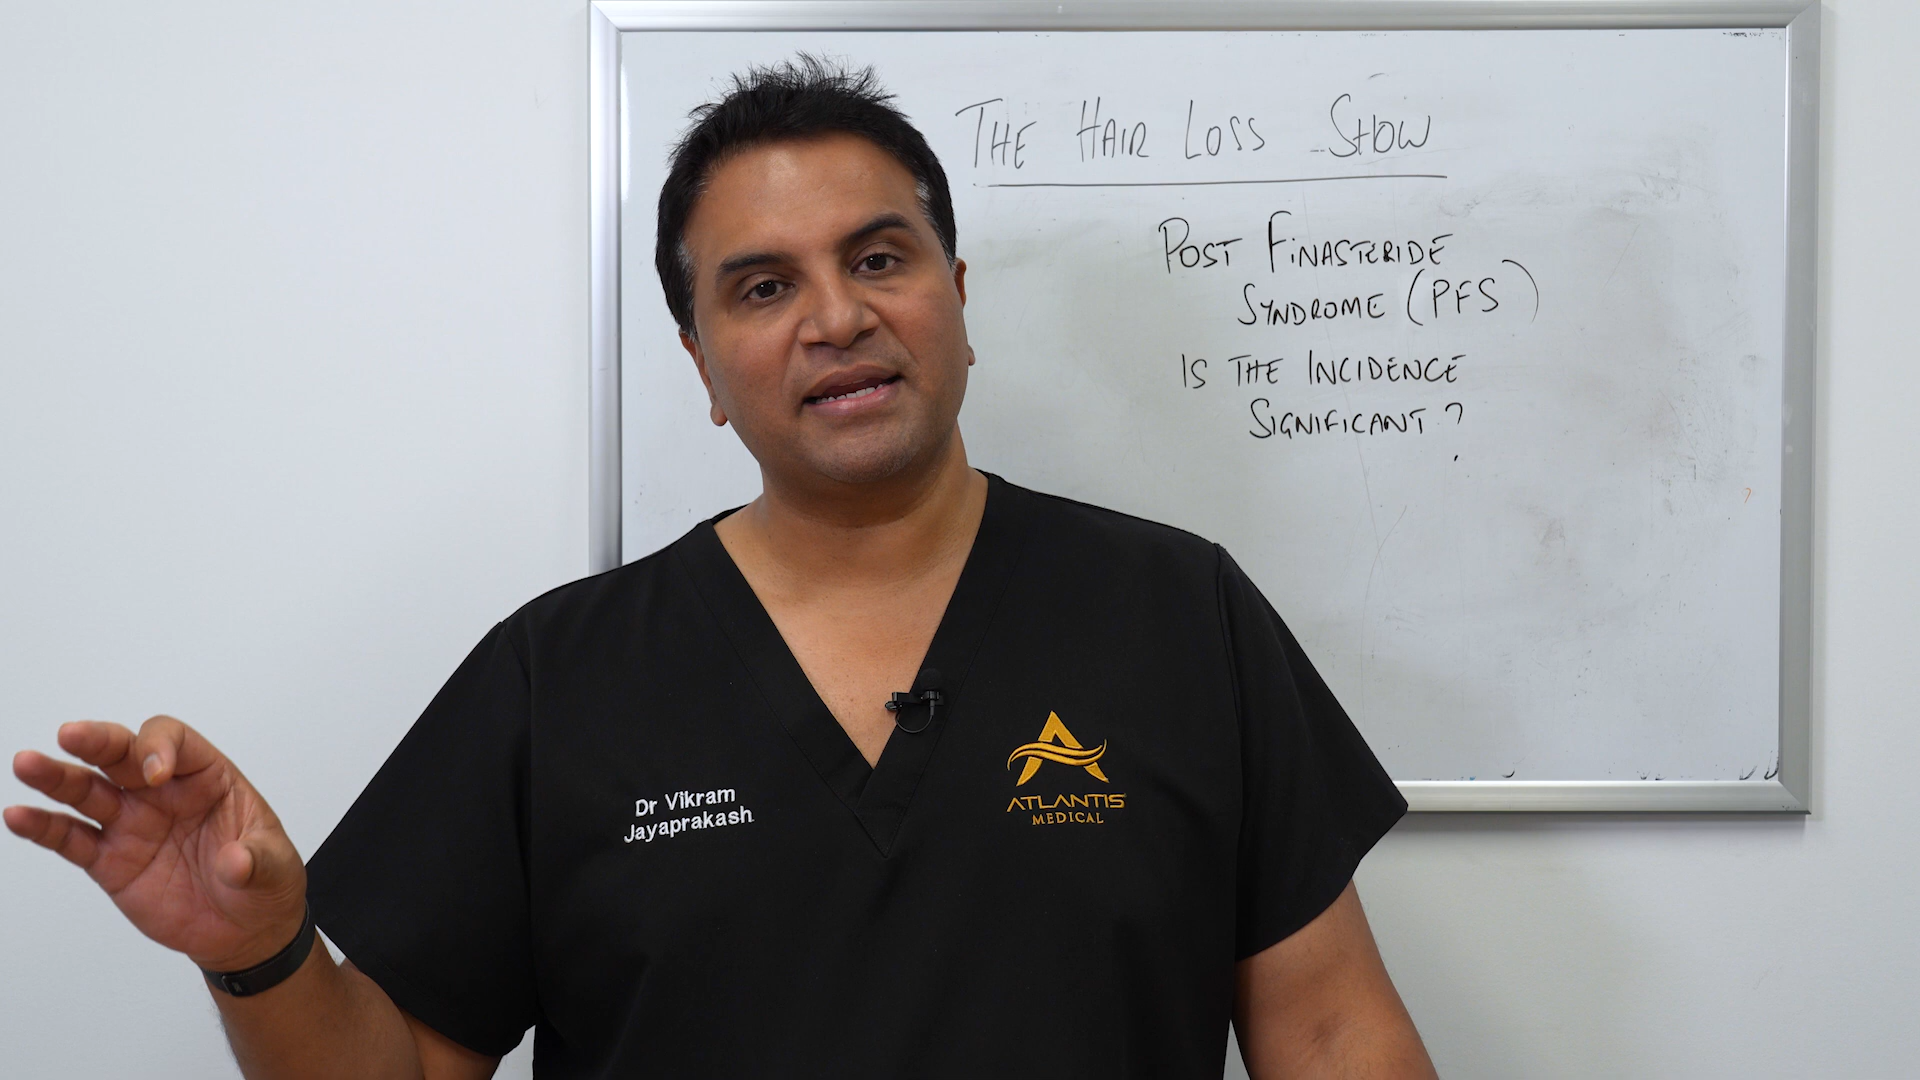 THE HAIR LOSS SHOW
POST FINASTERIDE
SYNDROME (PFS)
IS THE INCIDENCE
SIGNIFICANT?
Dr Vikram
Jayaprakash
ATLANTIS
MEDICAL